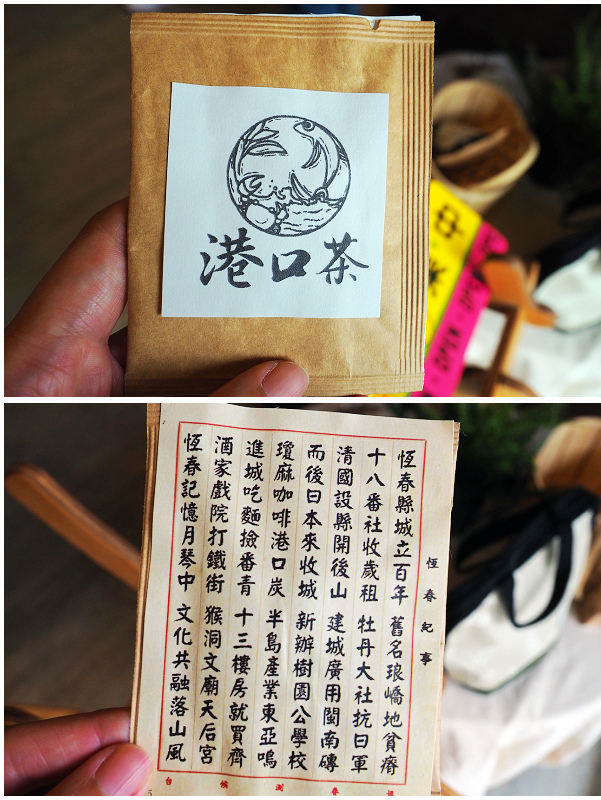 港口茶
中
恆春紀事
恆春縣城立百年 舊名琅嶠地貧瘠
十八番社收歲租 牡丹大社抗日軍
清國設縣開後山 建城廣用閩南磚
而後日本來收城 新辦樹園公學校
瓊麻咖啡港口炭 半島產業東亞鳴
進城吃麵撿番青 十三樓房就買齊
酒家戲院打鐵街 猴洞文廟天后宮
恆春記憶月琴中 文化共融落山風